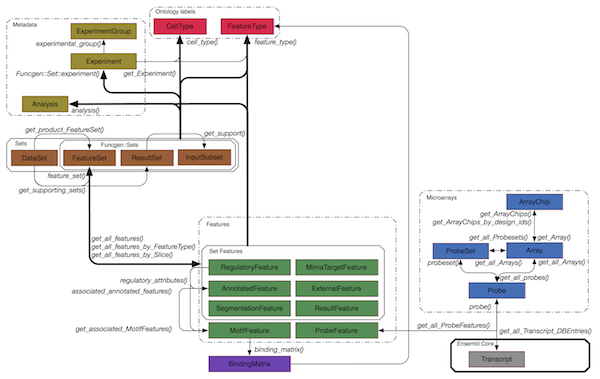 Ontology labels
Metadata
ExperimentGroup
CellType
FeatureType
experimental_group()
cell_type()
feature_type()
Experiment
Funcgen::Set::experiment()
get_Experiment()
Analysis
analysis()
get_product_FeatureSet()
get_support()
Sets
Funcgen::Sets
DataSet
FeatureSet
ResultSet
InputSubset
feature_set()
get_supporting_sets()
Microarrays
ArrayChip
get_ArrayChips()
get_ArrayChips_by_design_ids()
get_all_Probesets()
get_Array()
ProbeSet
Array
probeset()
get_all_Arrays()
get_all_Arrays()
get_all_probes()
Probe
probe()
Features
get_all_features()
get_all_features_by_FeatureType()
get_all_features_by_Slice()
Set Features
RegulatoryFeature
MirnaTargetFeature
regulatory_attributes()
associated_annotated_features()
AnnotatedFeature
ExternalFeature
SegmentationFeature
ResultFeature
get_associated_MotifFeatures()
MotifFeature
ProbeFeature
get_all_ProbeFeatures()
get_all_Transcript_DBEntries()
binding_matrix()
BindingMatrix
Ensembl Core
Transcript